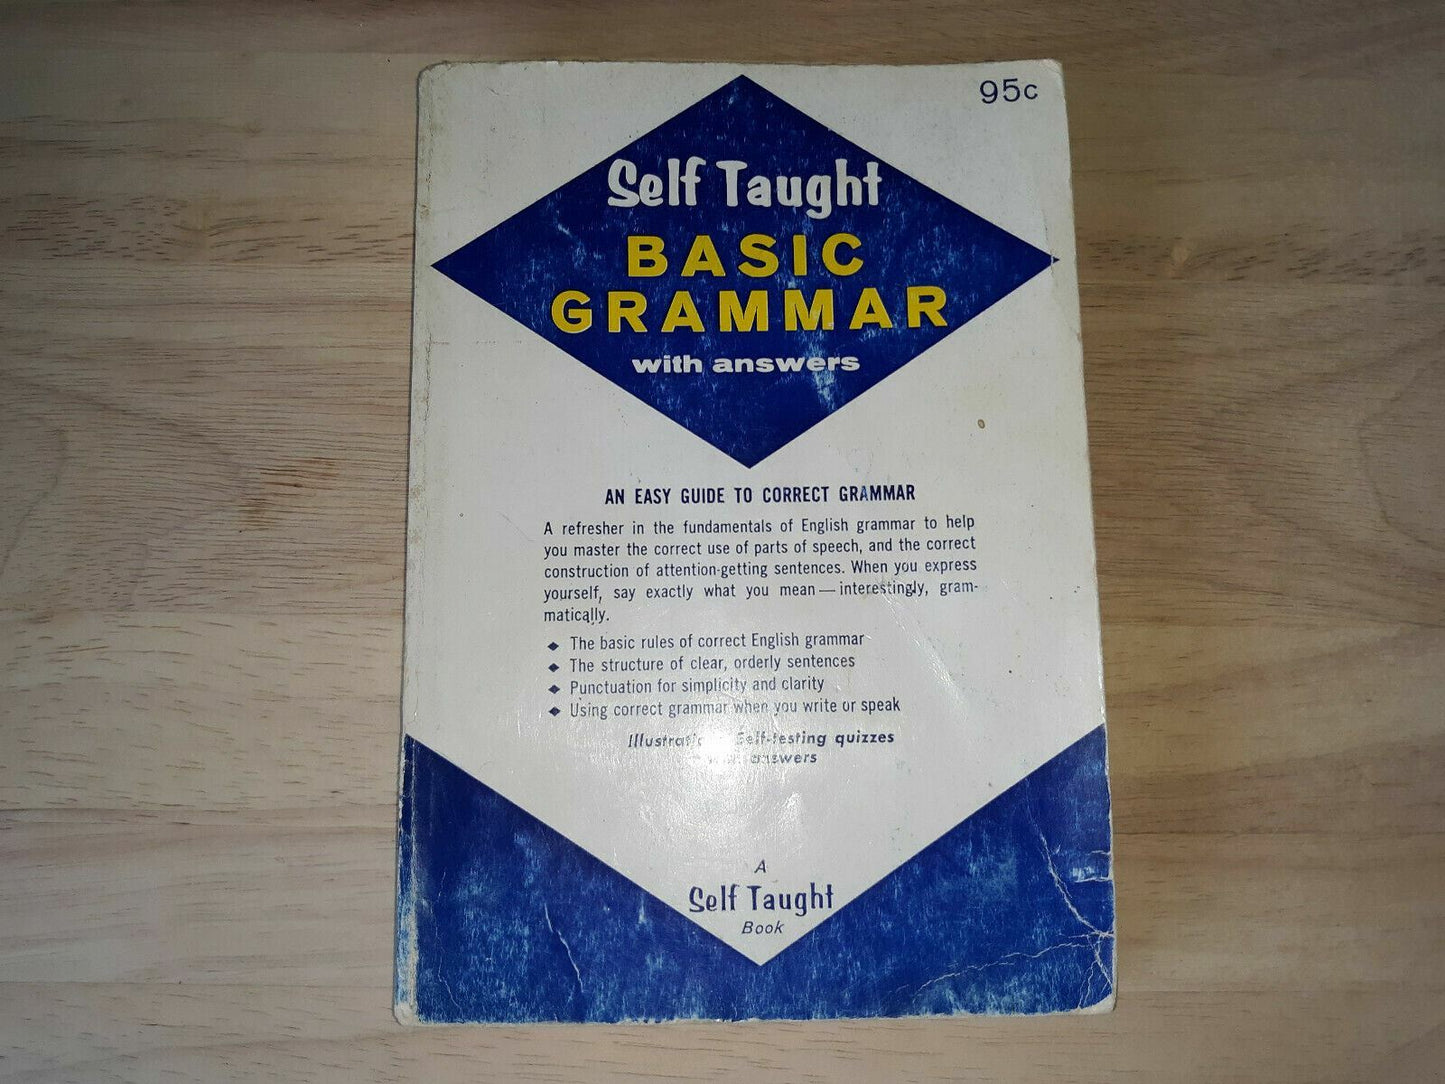 95c
Self Taught
BASIC
GRAMMAR
with answers
AN EASY GUIDE TO CORRECT GRAMMAR
A refresher in the fundamentals of English grammar to help
you master the correct use of parts of speech, and the correct
construction of attention-getting sentences. When you express
yourself, say exactly what you mean — interestingly, gram-
matically.
◆ The basic rules of correct English grammar
◆ The structure of clear, orderly sentences
◆ Punctuation for simplicity and clarity
◆ Using correct grammar when you write or speak
Self-testing quizzes
answers
A
Self Taught
Book